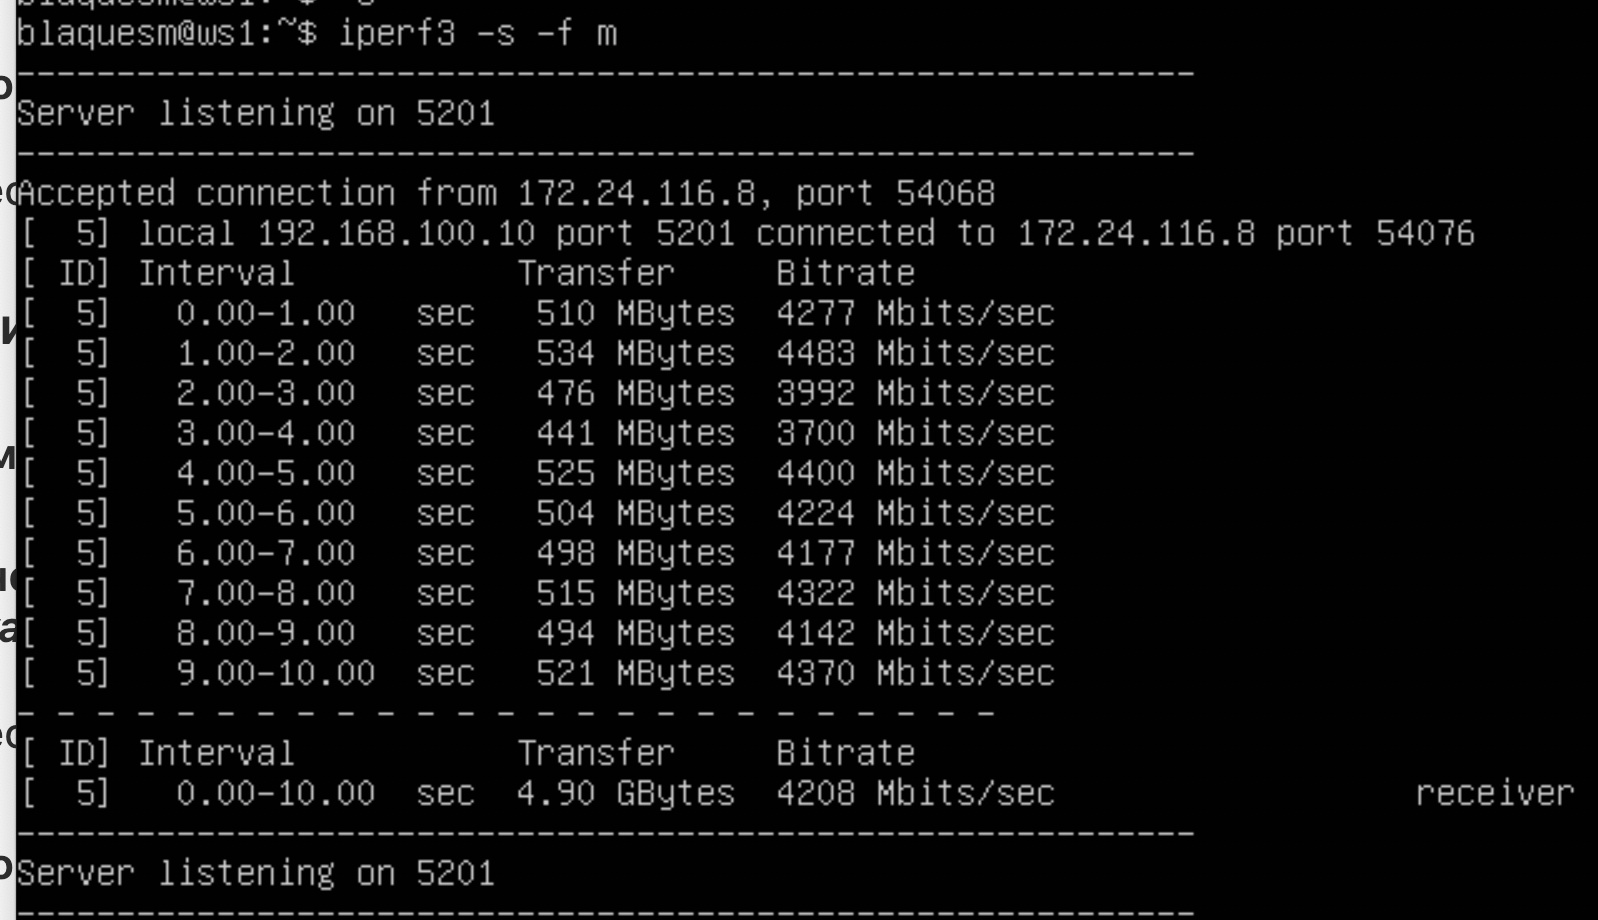 blaquesm@ws1:~$ iperf3 -s -f m
-----------------------------------------------------------
Server listening on 5201
-----------------------------------------------------------
Accepted connection from 172.24.116.8, port 54068
[  5] local 192.168.100.10 port 5201 connected to 172.24.116.8 port 54076
[ ID] Interval           Transfer     Bitrate
[  5]   0.00-1.00   sec   510 MBytes  4277 Mbits/sec
[  5]   1.00-2.00   sec   534 MBytes  4483 Mbits/sec
[  5]   2.00-3.00   sec   476 MBytes  3992 Mbits/sec
[  5]   3.00-4.00   sec   441 MBytes  3700 Mbits/sec
[  5]   4.00-5.00   sec   525 MBytes  4400 Mbits/sec
[  5]   5.00-6.00   sec   504 MBytes  4224 Mbits/sec
[  5]   6.00-7.00   sec   498 MBytes  4177 Mbits/sec
[  5]   7.00-8.00   sec   515 MBytes  4322 Mbits/sec
[  5]   8.00-9.00   sec   494 MBytes  4142 Mbits/sec
[  5]   9.00-10.00  sec   521 MBytes  4370 Mbits/sec
- - - - - - - - - - - - - - - - - - - - - - - - -
[ ID] Interval           Transfer     Bitrate
[  5]   0.00-10.00  sec  4.90 GBytes  4208 Mbits/sec                  receiver
-----------------------------------------------------------
Server listening on 5201
-----------------------------------------------------------